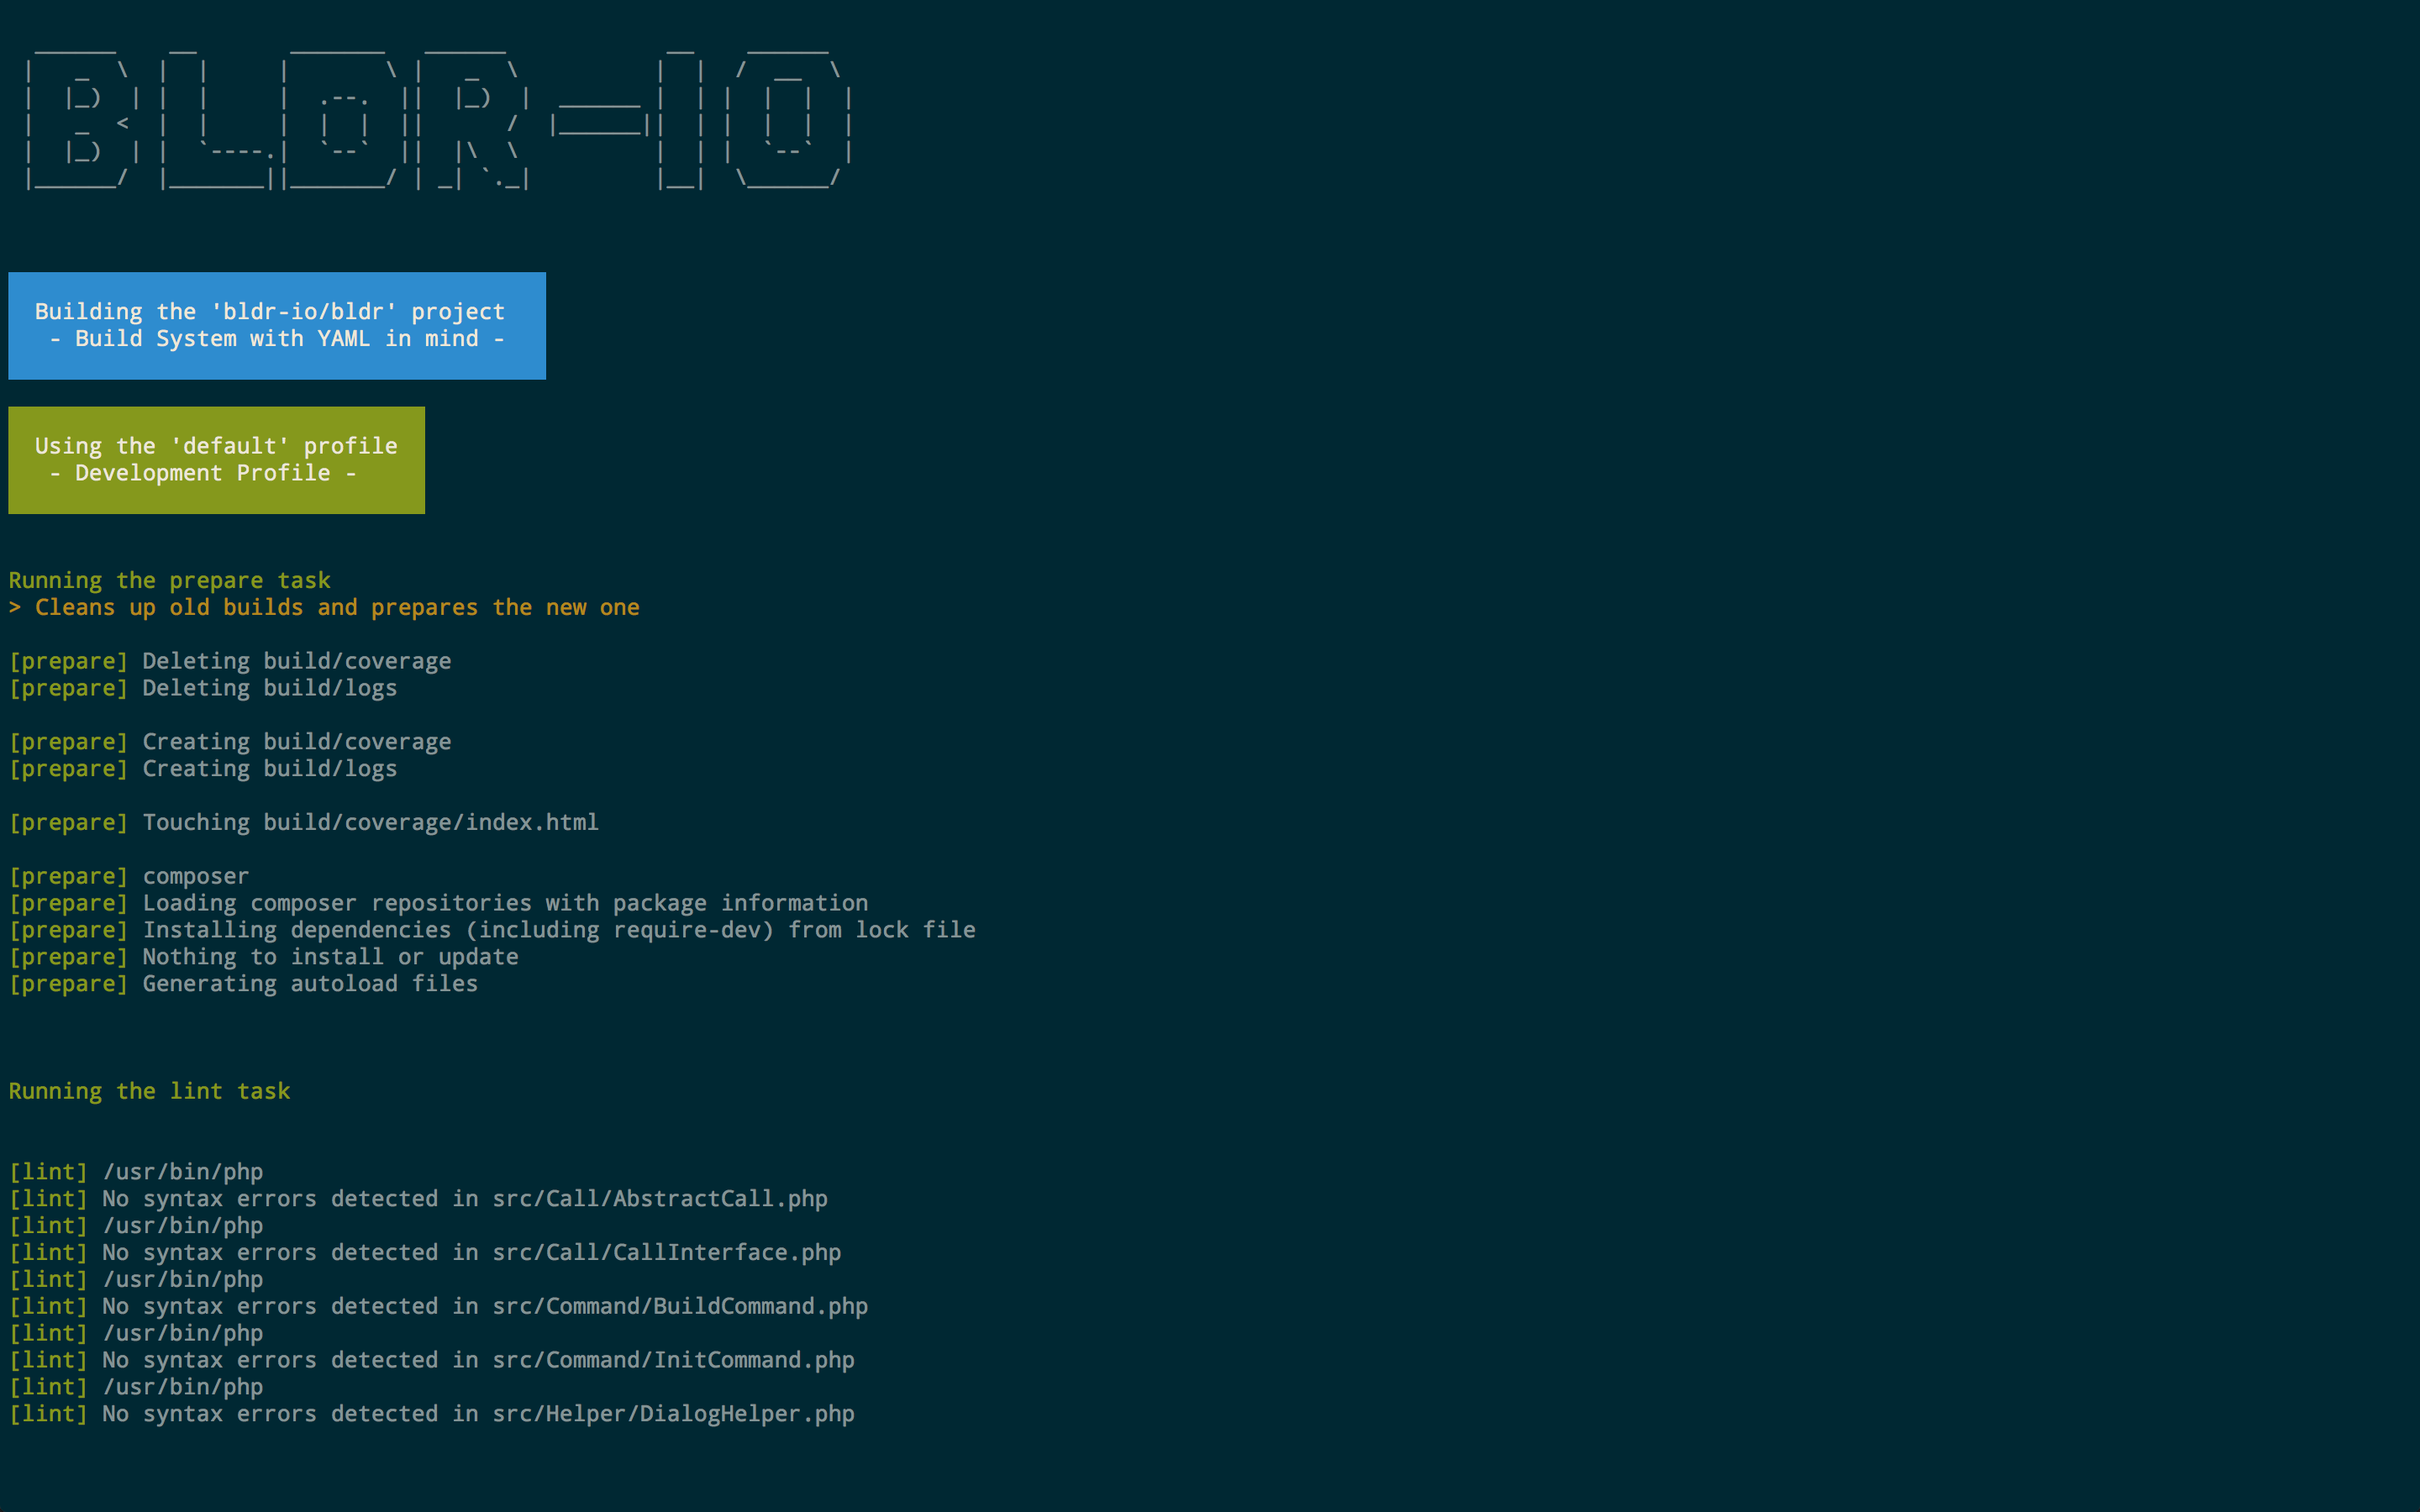 BLDR-IO
Building the 'bldr-io/bldr' project
- Build System with YAML in mind -
Using the 'default' profile
- Development Profile -
Running the prepare task
> Cleans up old builds and prepares the new one
[prepare] Deleting build/coverage
[prepare] Deleting build/logs
[prepare] Creating build/coverage
[prepare] Creating build/logs
[prepare] Touching build/coverage/index.html
[prepare] composer
[prepare] Loading composer repositories with package information
[prepare] Installing dependencies (including require-dev) from lock file
[prepare] Nothing to install or update
[prepare] Generating autoload files
Running the lint task
[lint] /usr/bin/php
[lint] No syntax errors detected in src/Call/AbstractCall.php
[lint] /usr/bin/php
[lint] No syntax errors detected in src/Call/CallInterface.php
[lint] /usr/bin/php
[lint] No syntax errors detected in src/Command/BuildCommand.php
[lint] /usr/bin/php
[lint] No syntax errors detected in src/Command/InitCommand.php
[lint] /usr/bin/php
[lint] No syntax errors detected in src/Helper/DialogHelper.php